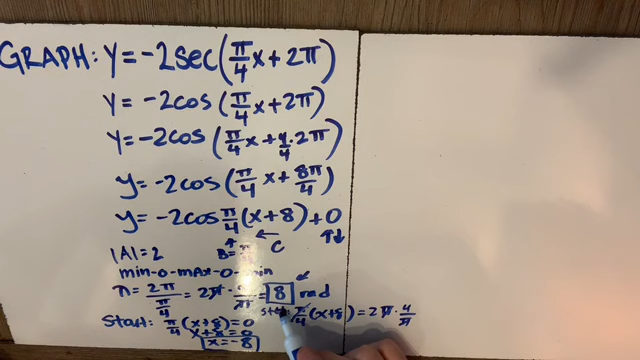 GRAPH: y = -2sec(π/4 x + 2π)
y = -2cos(π/4 x + 2π)
y = -2cos(π/4 x + 4/4 · 2π)
y = -2cos(π/4 x + 8π/4)
y = -2cos π/4 (x + 8) + 0
|A| = 2 B = C ← ↑↓
min-0-max-0-min
= 2π/(π/4) = 2π · /π = 8 rad
π/4 (x+8) = 2π · 4/π
Start: π/4 (x+8) = 0
x+8 = 0
x = -8